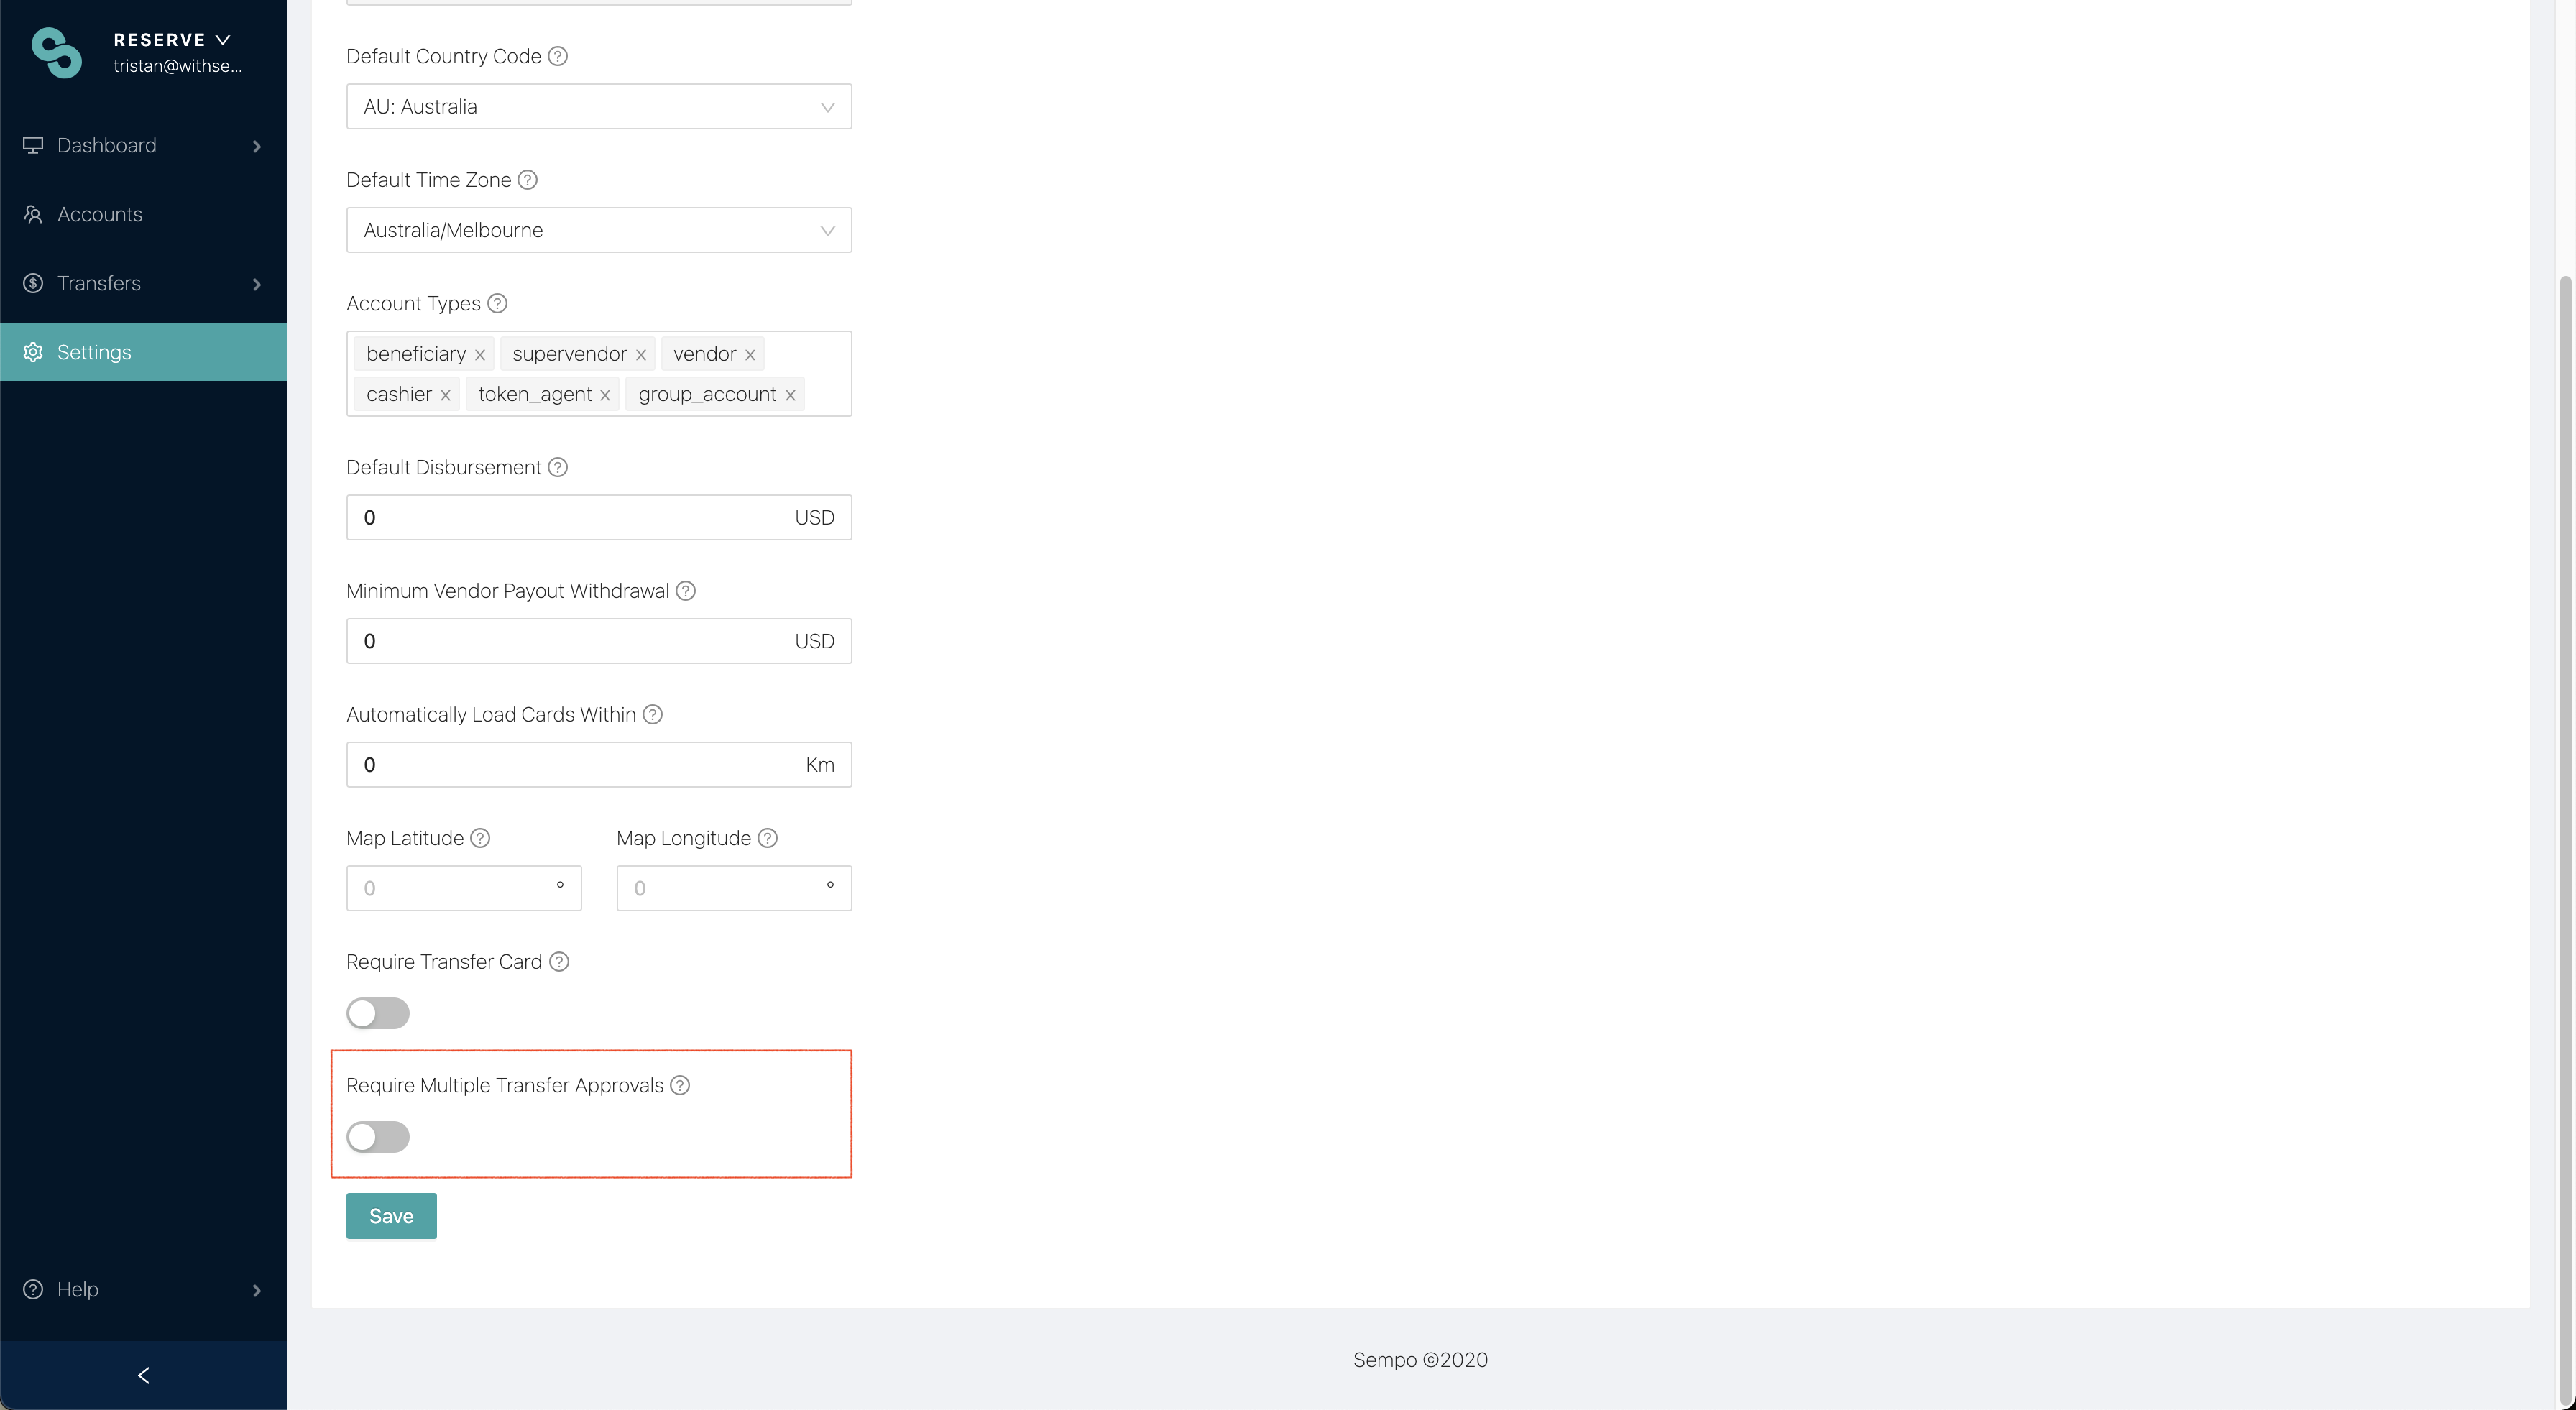 RESERVE
tristan@withse...
Dashboard
Accounts
Transfers
Settings
Help
Default Country Code
AU: Australia
Default Time Zone
Australia/Melbourne
Account Types
beneficiary supervendor vendor
cashier token_agent group_account
Default Disbursement
0 USD
Minimum Vendor Payout Withdrawal
0 USD
Automatically Load Cards Within
0 Km
Map Latitude Map Longitude
0 ° 0 °
Require Transfer Card
Require Multiple Transfer Approvals
Save
Sempo ©2020